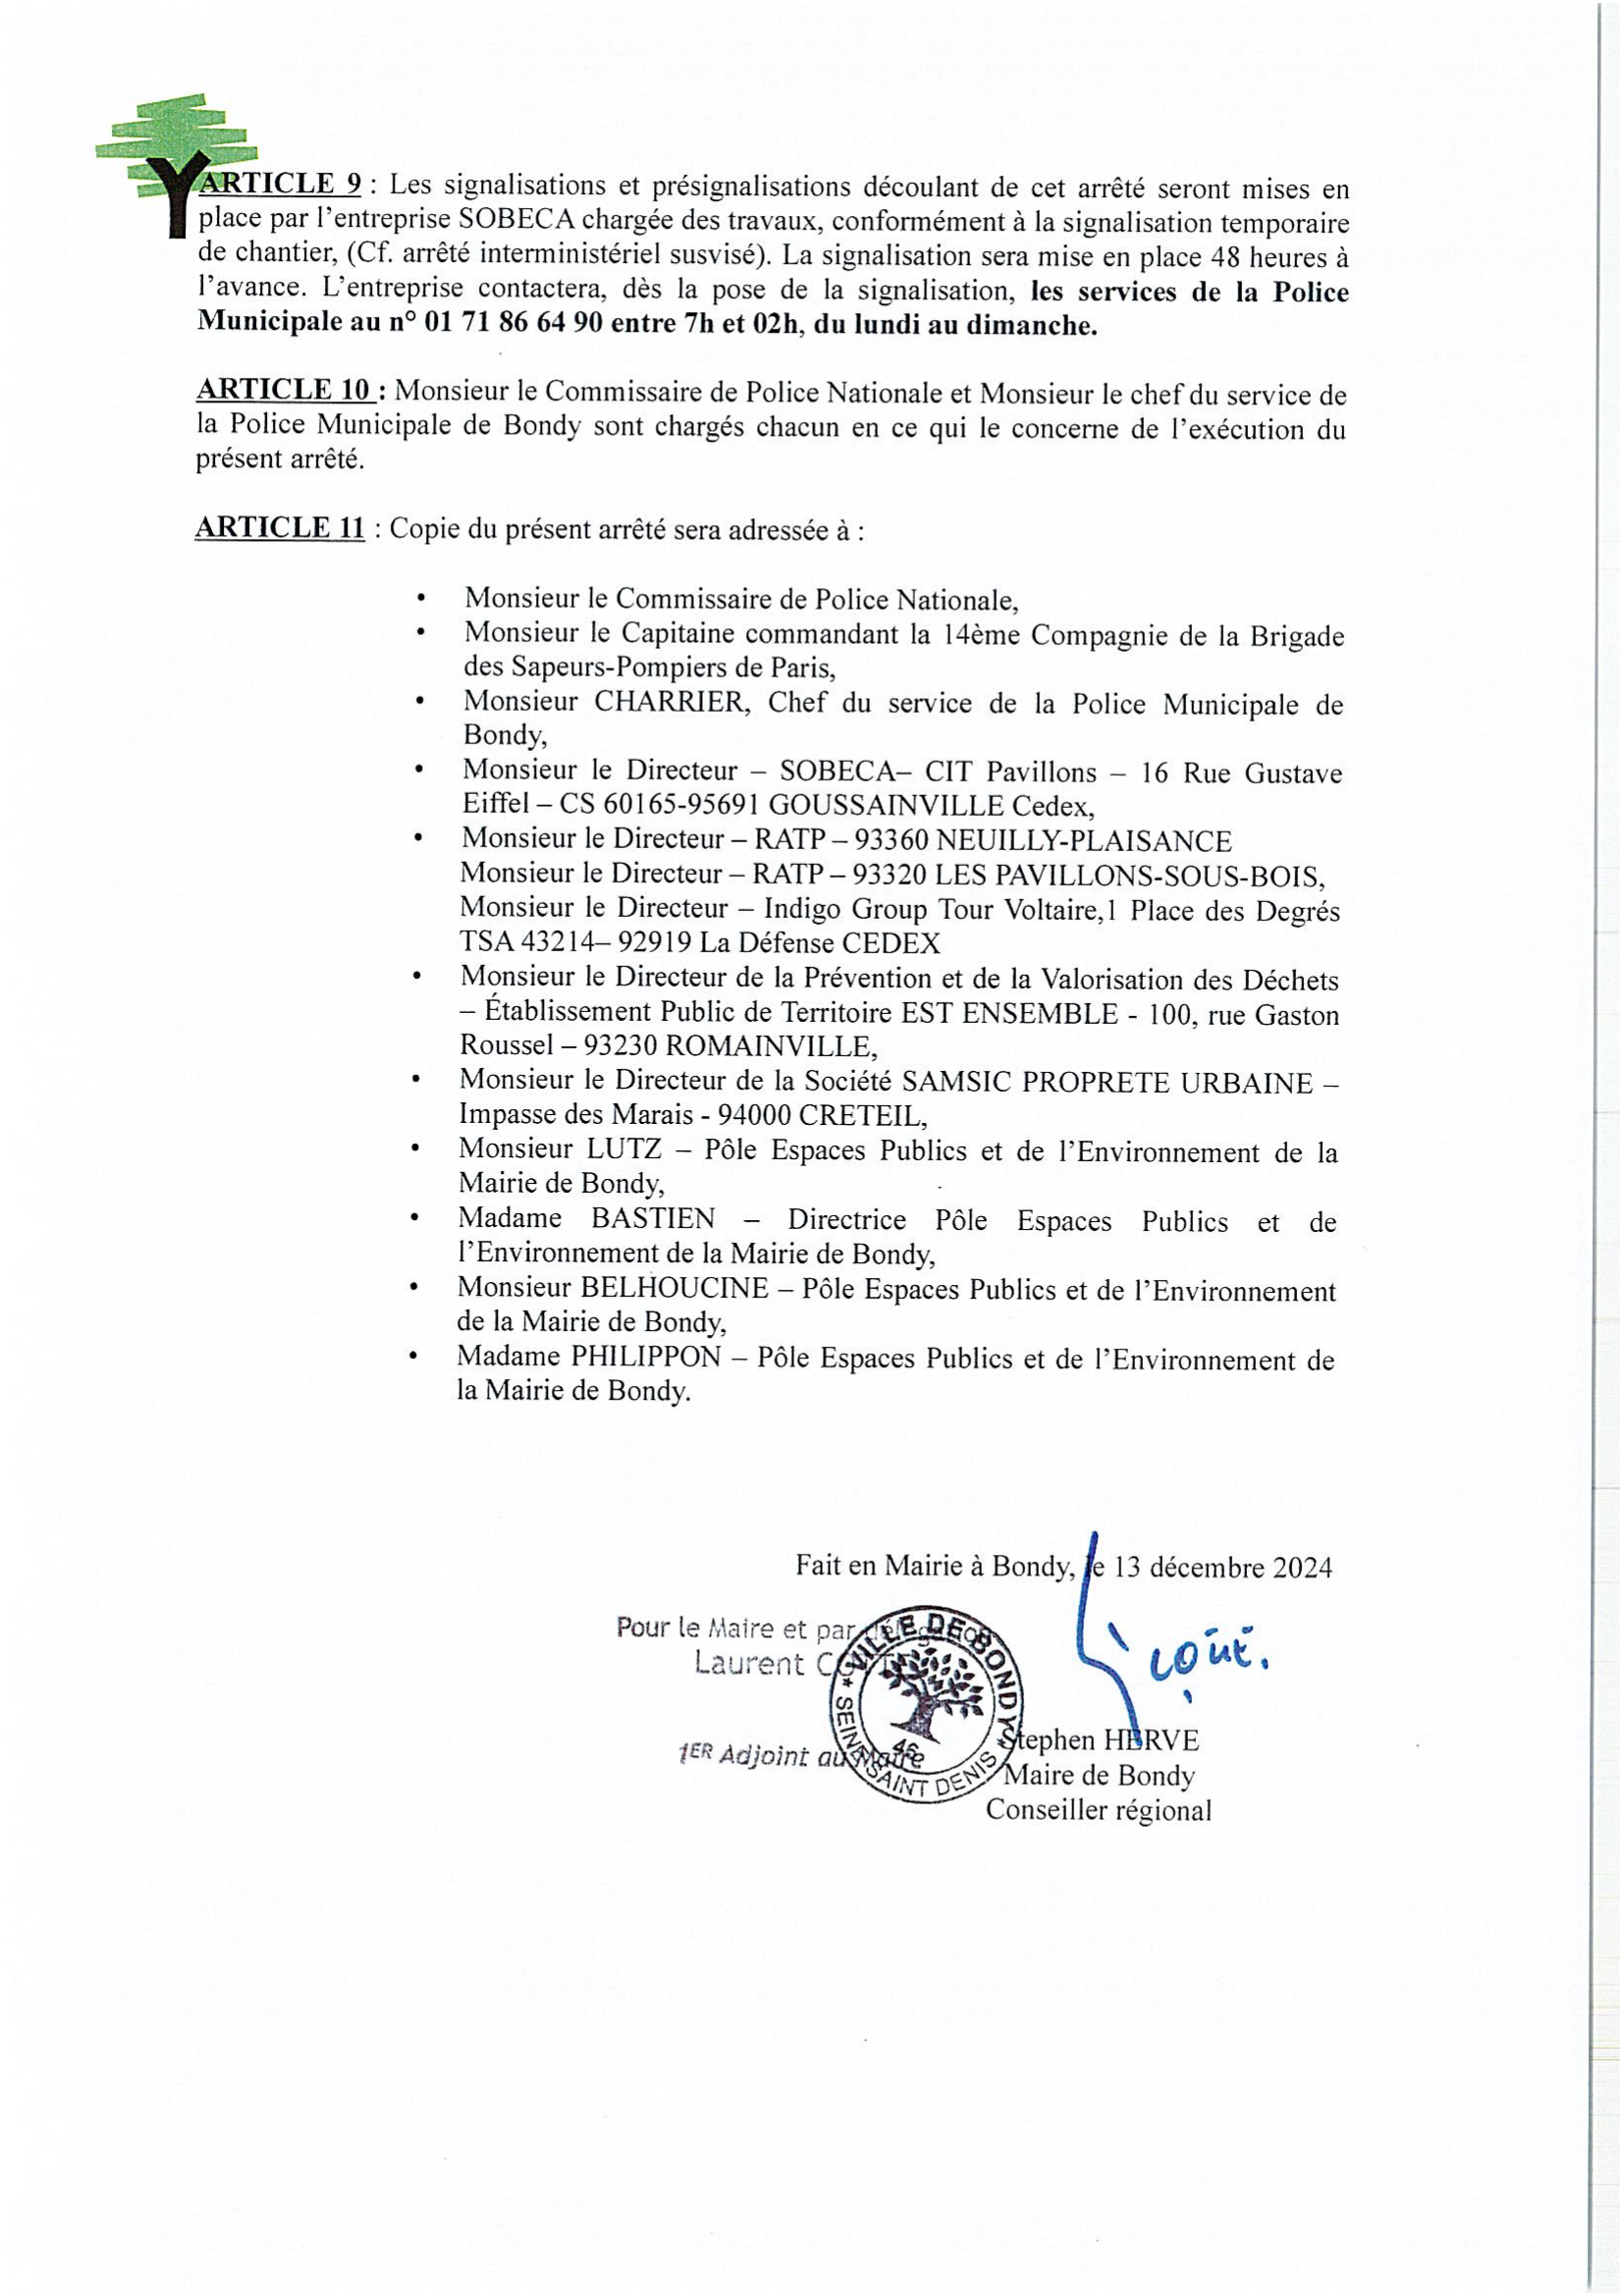 ARTICLE 9 : Les signalisations et présignalisations découlant de cet arrêté seront mises en
place par l’entreprise SOBECA chargée des travaux, conformément à la signalisation temporaire
de chantier, (Cf. arrêté interministériel susvisé). La signalisation sera mise en place 48 heures à
l’avance. L’entreprise contactera, dès la pose de la signalisation, les services de la Police
Municipale au n° 01 71 86 64 90 entre 7h et 02h, du lundi au dimanche.
ARTICLE 10 : Monsieur le Commissaire de Police Nationale et Monsieur le chef du service de
la Police Municipale de Bondy sont chargés chacun en ce qui le concerne de l’exécution du
présent arrêté.
ARTICLE 11 : Copie du présent arrêté sera adressée à :
• Monsieur le Commissaire de Police Nationale,
• Monsieur le Capitaine commandant la 14ème Compagnie de la Brigade
des Sapeurs-Pompiers de Paris,
• Monsieur CHARRIER, Chef du service de la Police Municipale de
Bondy,
• Monsieur le Directeur – SOBECA– CIT Pavillons – 16 Rue Gustave
Eiffel – CS 60165-95691 GOUSSAINVILLE Cedex,
• Monsieur le Directeur – RATP – 93360 NEUILLY-PLAISANCE
Monsieur le Directeur – RATP – 93320 LES PAVILLONS-SOUS-BOIS,
Monsieur le Directeur – Indigo Group Tour Voltaire,1 Place des Degrés
TSA 43214– 92919 La Défense CEDEX
• Monsieur le Directeur de la Prévention et de la Valorisation des Déchets
– Établissement Public de Territoire EST ENSEMBLE - 100, rue Gaston
Roussel – 93230 ROMAINVILLE,
• Monsieur le Directeur de la Société SAMSIC PROPRETE URBAINE –
Impasse des Marais - 94000 CRETEIL,
• Monsieur LUTZ – Pôle Espaces Publics et de l’Environnement de la
Mairie de Bondy,
• Madame BASTIEN – Directrice Pôle Espaces Publics et de
l’Environnement de la Mairie de Bondy,
• Monsieur BELHOUCINE – Pôle Espaces Publics et de l’Environnement
de la Mairie de Bondy,
• Madame PHILIPPON – Pôle Espaces Publics et de l’Environnement de
la Mairie de Bondy.
Fait en Mairie à Bondy, le 13 décembre 2024
Pour le Maire et par
Laurent
1ER Adjoint au Maire
VILLE DE BONDY
SEINE SAINT DENIS
46
Stephen HERVE
Maire de Bondy
Conseiller régional